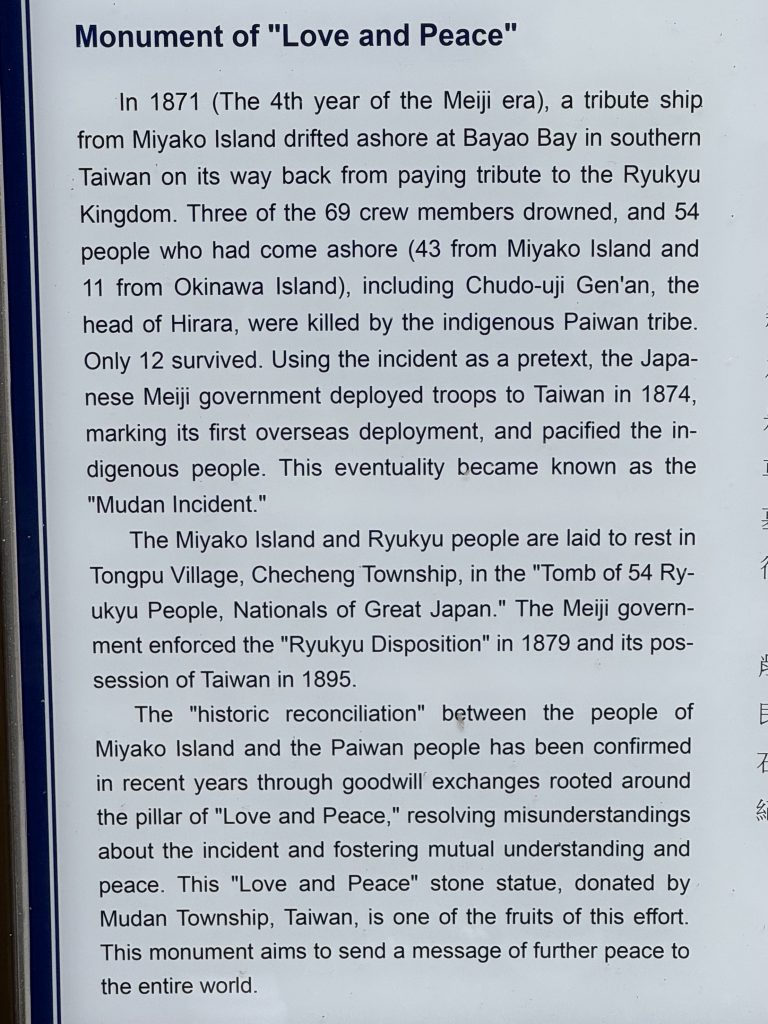 Monument of "Love and Peace"
In 1871 (The 4th year of the Meiji era), a tribute ship
from Miyako Island drifted ashore at Bayao Bay in southern
Taiwan on its way back from paying tribute to the Ryukyu
Kingdom. Three of the 69 crew members drowned, and 54
people who had come ashore (43 from Miyako Island and
11 from Okinawa Island), including Chudo-uji Gen'an, the
head of Hirara, were killed by the indigenous Paiwan tribe.
Only 12 survived. Using the incident as a pretext, the Japa-
nese Meiji government deployed troops to Taiwan in 1874,
marking its first overseas deployment, and pacified the in-
digenous people. This eventuality became known as the
"Mudan Incident."
The Miyako Island and Ryukyu people are laid to rest in
Tongpu Village, Checheng Township, in the "Tomb of 54 Ry-
ukyu People, Nationals of Great Japan." The Meiji govern-
ment enforced the "Ryukyu Disposition" in 1879 and its pos-
session of Taiwan in 1895.
The "historic reconciliation" between the people of
Miyako Island and the Paiwan people has been confirmed
in recent years through goodwill exchanges rooted around
the pillar of "Love and Peace," resolving misunderstandings
about the incident and fostering mutual understanding and
peace. This "Love and Peace" stone statue, donated by
Mudan Township, Taiwan, is one of the fruits of this effort.
This monument aims to send a message of further peace to
the entire world.